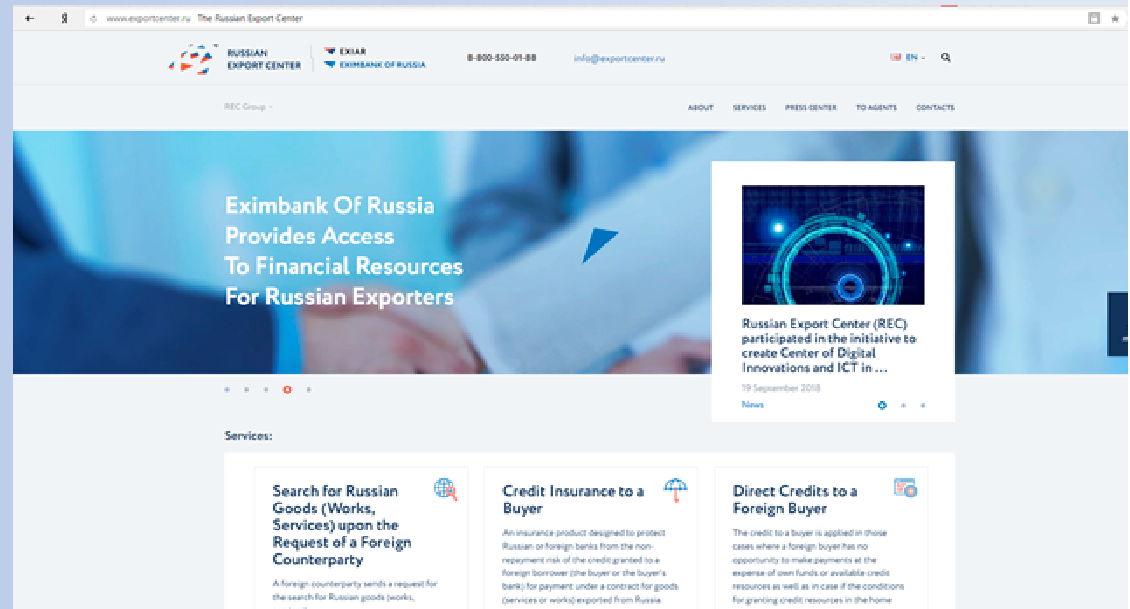 Я
www.exportcenter.ru The Russian Export Center
RUSSIAN
EXPORT CENTER
EXIAR
EXIMBANK OF RUSSIA
8-800-550-01-88
info@exportcenter.ru
EN
REC Group
ABOUT SERVICES PRESS CENTER TO AGENTS CONTACTS
Eximbank Of Russia
Provides Access
To Financial Resources
For Russian Exporters
Russian Export Center (REC)
participated in the initiative to
create Center of Digital
Innovations and ICT in ...
19 September 2018
News
Services:
Search for Russian
Goods (Works,
Services) upon the
Request of a Foreign
Counterparty
A foreign counterparty sends a request for
the search for Russian goods (works,
Credit Insurance to a
Buyer
An insurance product designed to protect
Russian or foreign banks from the non-
repayment risk of the credit granted to a
foreign borrower (the buyer or the buyer's
bank) for payment under a contract for goods
(services or works) exported from Russia
Direct Credits to a
Foreign Buyer
The credit to a buyer is applied in those
cases where a foreign buyer has no
opportunity to make payments at the
expense of own funds or available credit
resources as well as in case if the conditions
for granting credit resources in the home